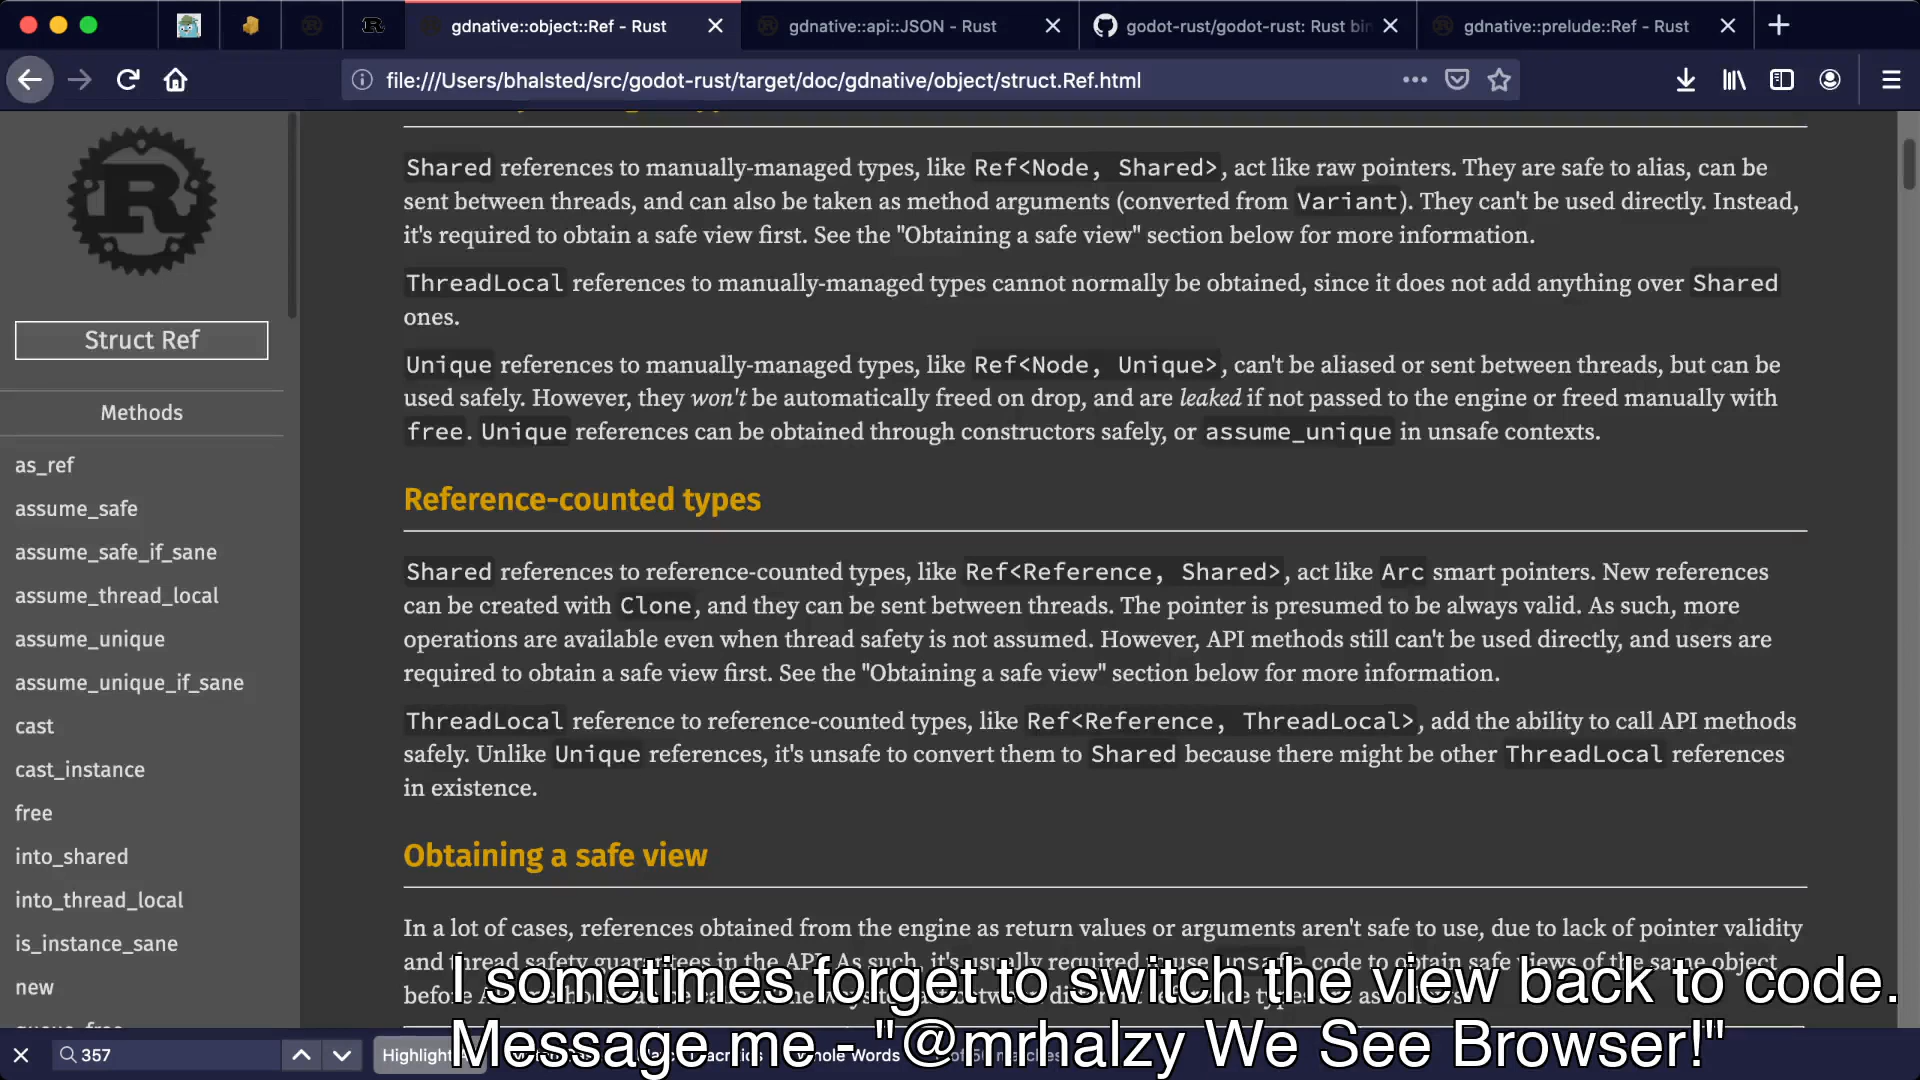 gdnative::object::Ref - Rust
gdnative::api::JSON - Rust
godot-rust/godot-rust: Rust bin
gdnative::prelude::Ref - Rust
file:///Users/bhalsted/src/godot-rust/target/doc/gdnative/object/struct.Ref.html
Struct Ref
Methods
as_ref
assume_safe
assume_safe_if_sane
assume_thread_local
assume_unique
assume_unique_if_sane
cast
cast_instance
free
into_shared
into_thread_local
is_instance_sane
new
queue_free
Shared references to manually-managed types, like Ref<Node, Shared>, act like raw pointers. They are safe to alias, can be
sent between threads, and can also be taken as method arguments (converted from Variant). They can't be used directly. Instead,
it's required to obtain a safe view first. See the "Obtaining a safe view" section below for more information.
ThreadLocal references to manually-managed types cannot normally be obtained, since it does not add anything over Shared
ones.
Unique references to manually-managed types, like Ref<Node, Unique>, can't be aliased or sent between threads, but can be
used safely. However, they won't be automatically freed on drop, and are leaked if not passed to the engine or freed manually with
free. Unique references can be obtained through constructors safely, or assume_unique in unsafe contexts.
Reference-counted types
Shared references to reference-counted types, like Ref<Reference, Shared>, act like Arc smart pointers. New references
can be created with Clone, and they can be sent between threads. The pointer is presumed to be always valid. As such, more
operations are available even when thread safety is not assumed. However, API methods still can't be used directly, and users are
required to obtain a safe view first. See the "Obtaining a safe view" section below for more information.
ThreadLocal reference to reference-counted types, like Ref<Reference, ThreadLocal>, add the ability to call API methods
safely. Unlike Unique references, it's unsafe to convert them to Shared because there might be other ThreadLocal references
in existence.
Obtaining a safe view
In a lot of cases, references obtained from the engine as return values or arguments aren't safe to use, due to lack of pointer validity
and thread safety guarantees in the API. As such, it's usually required to use unsafe code to obtain safe views of the same object
before
I sometimes forget to switch the view back to code.
Message me - "@mrhalzy We See Browser!"
357
Highlight
Whole Words